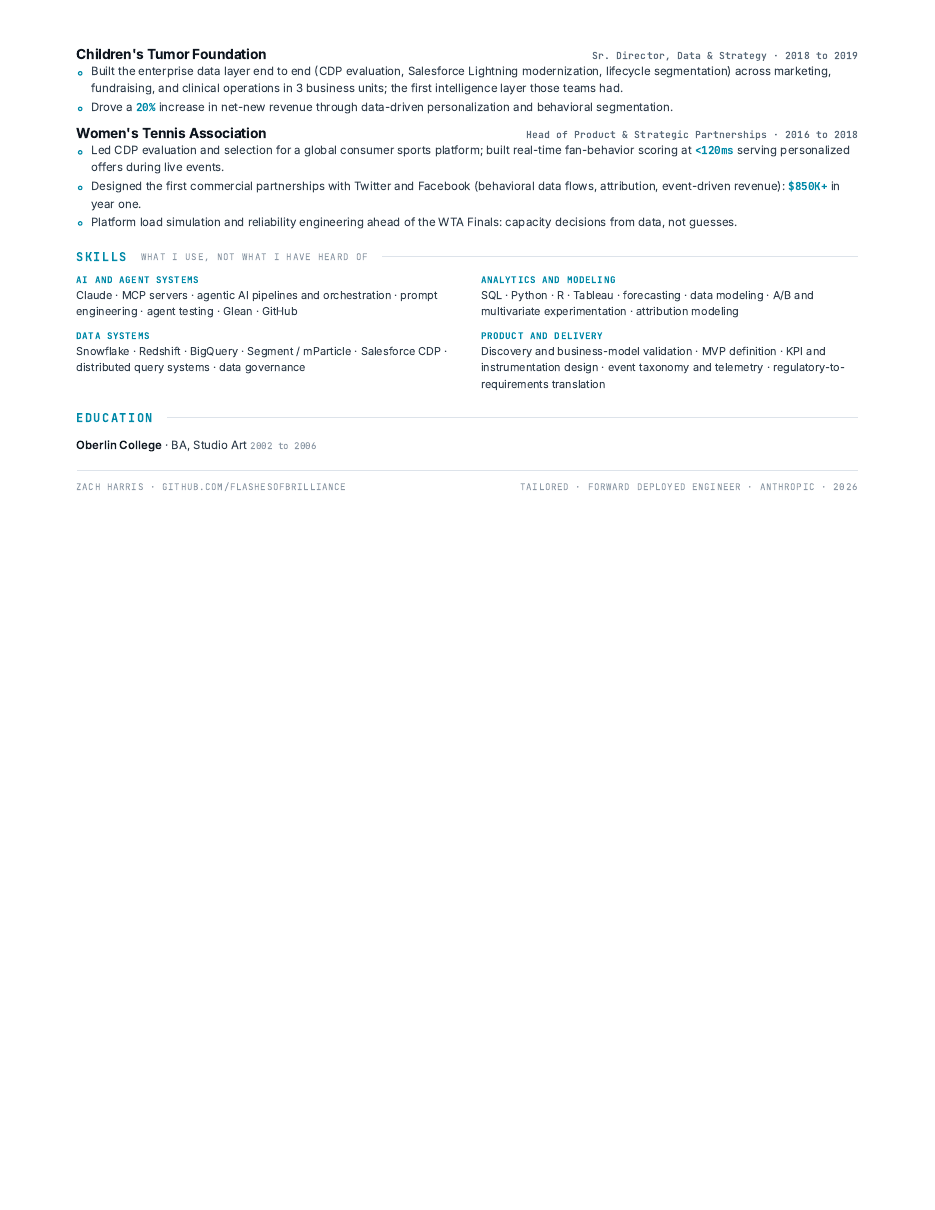 Children's Tumor Foundation Sr. Director, Data & Strategy · 2018 to 2019
Built the enterprise data layer end to end (CDP evaluation, Salesforce Lightning modernization, lifecycle segmentation) across marketing,
fundraising, and clinical operations in 3 business units; the first intelligence layer those teams had.
Drove a 20% increase in net-new revenue through data-driven personalization and behavioral segmentation.
Women's Tennis Association Head of Product & Strategic Partnerships · 2016 to 2018
Led CDP evaluation and selection for a global consumer sports platform; built real-time fan-behavior scoring at <120ms serving personalized
offers during live events.
Designed the first commercial partnerships with Twitter and Facebook (behavioral data flows, attribution, event-driven revenue): $850K+ in
year one.
Platform load simulation and reliability engineering ahead of the WTA Finals: capacity decisions from data, not guesses.
SKILLS WHAT I USE, NOT WHAT I HAVE HEARD OF
AI AND AGENT SYSTEMS
Claude · MCP servers · agentic AI pipelines and orchestration · prompt
engineering · agent testing · Glean · GitHub
ANALYTICS AND MODELING
SQL · Python · R · Tableau · forecasting · data modeling · A/B and
multivariate experimentation · attribution modeling
DATA SYSTEMS
Snowflake · Redshift · BigQuery · Segment / mParticle · Salesforce CDP ·
distributed query systems · data governance
PRODUCT AND DELIVERY
Discovery and business-model validation · MVP definition · KPI and
instrumentation design · event taxonomy and telemetry · regulatory-to-
requirements translation
EDUCATION
Oberlin College · BA, Studio Art 2002 to 2006
ZACH HARRIS · GITHUB.COM/FLASHESOFBRILLIANCE TAILORED · FORWARD DEPLOYED ENGINEER · ANTHROPIC · 2026